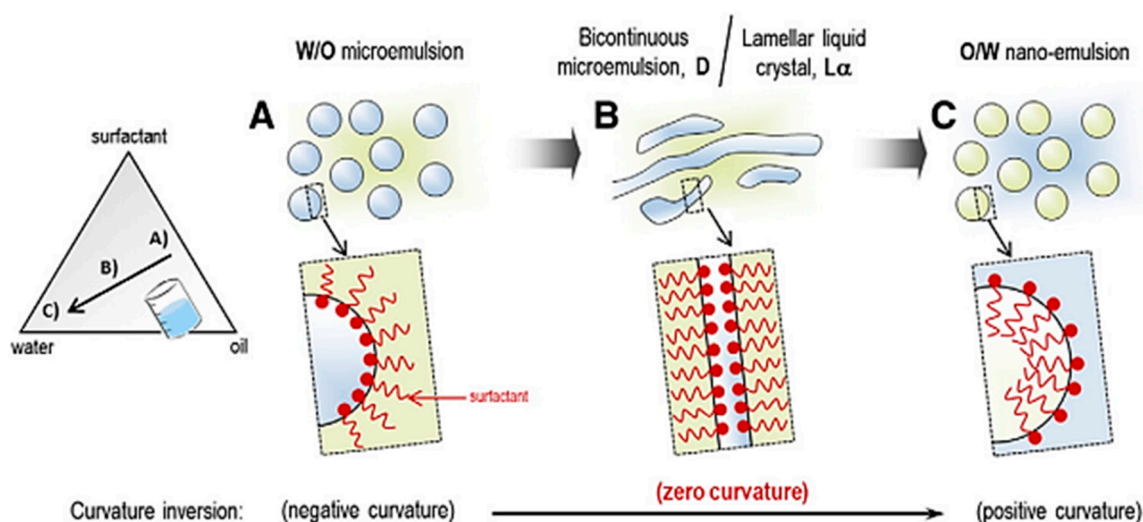 W/O microemulsion
Bicontinuous
microemulsion, D
Lamellar liquid
crystal, Lα
O/W nano-emulsion
A
B
C
surfactant
A)
B)
C)
water
oil
surfactant
Curvature inversion:
(negative curvature)
(zero curvature)
(positive curvature)